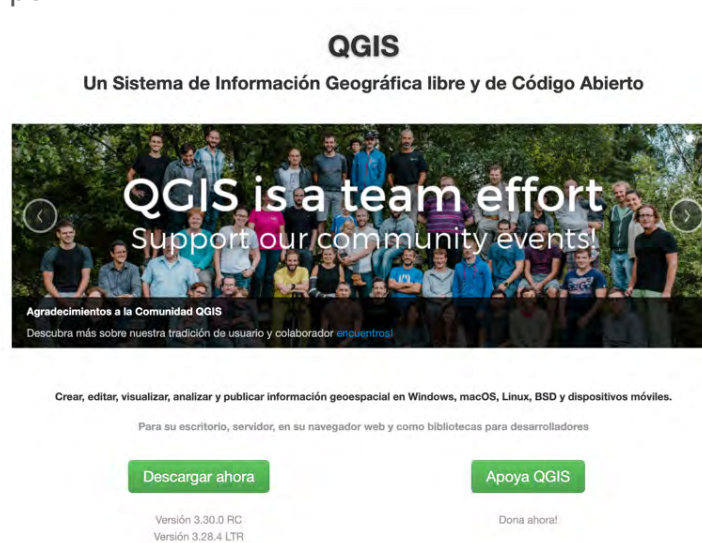 QGIS
Un Sistema de Información Geográfica libre y de Código Abierto
QGIS is a team effort
Support our community events!
Agradecimientos a la Comunidad QGIS
Descubra más sobre nuestra tradición de usuario y colaborador encuentros!
Crear, editar, visualizar, analizar y publicar información geoespacial en Windows, macOS, Linux, BSD y dispositivos móviles.
Para su escritorio, servidor, en su navegador web y como bibliotecas para desarrolladores
Descargar ahora
Apoya QGIS
Versión 3.30.0 RC
Dona ahora!
Versión 3.28.4 LTR